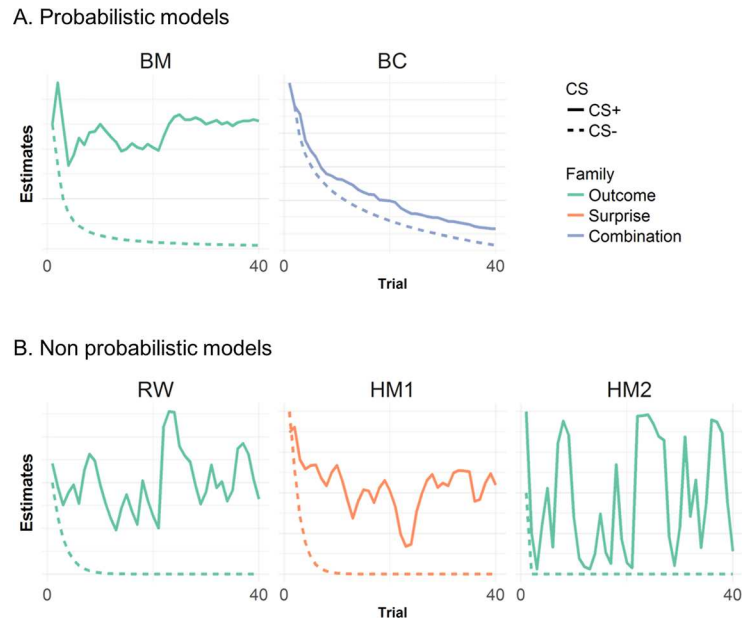 A. Probabilistic models
BM
BC
Estimates
0
40
0
40
Trial
CS
CS+
CS-
Family
Outcome
Surprise
Combination
B. Non probabilistic models
RW
HM1
HM2
Estimates
0
40
0
40
0
40
Trial